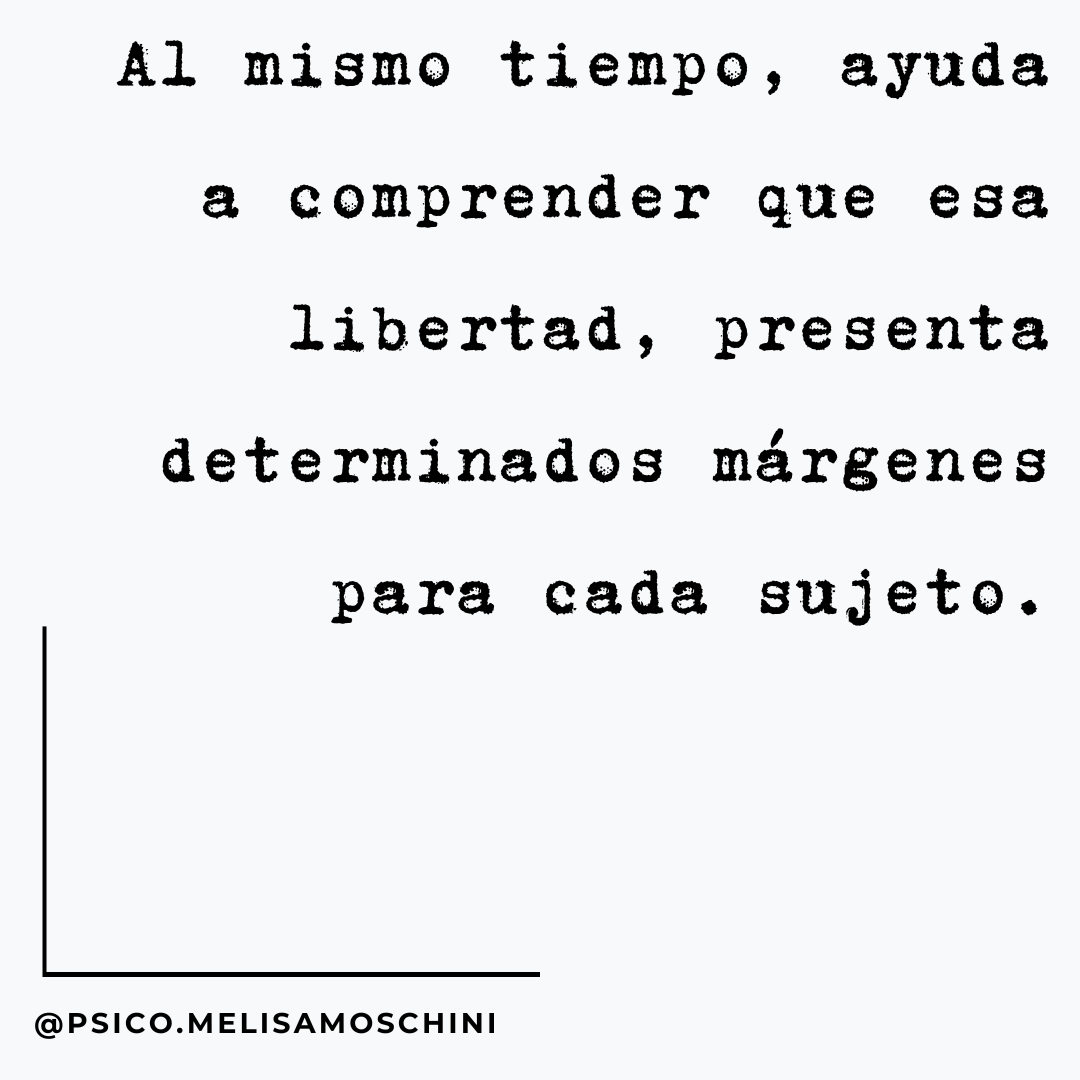 Al mismo tiempo, ayuda
a comprender que esa
libertad, presenta
determinados márgenes
para cada sujeto.
@PSICO.MELISAMOSCHINI